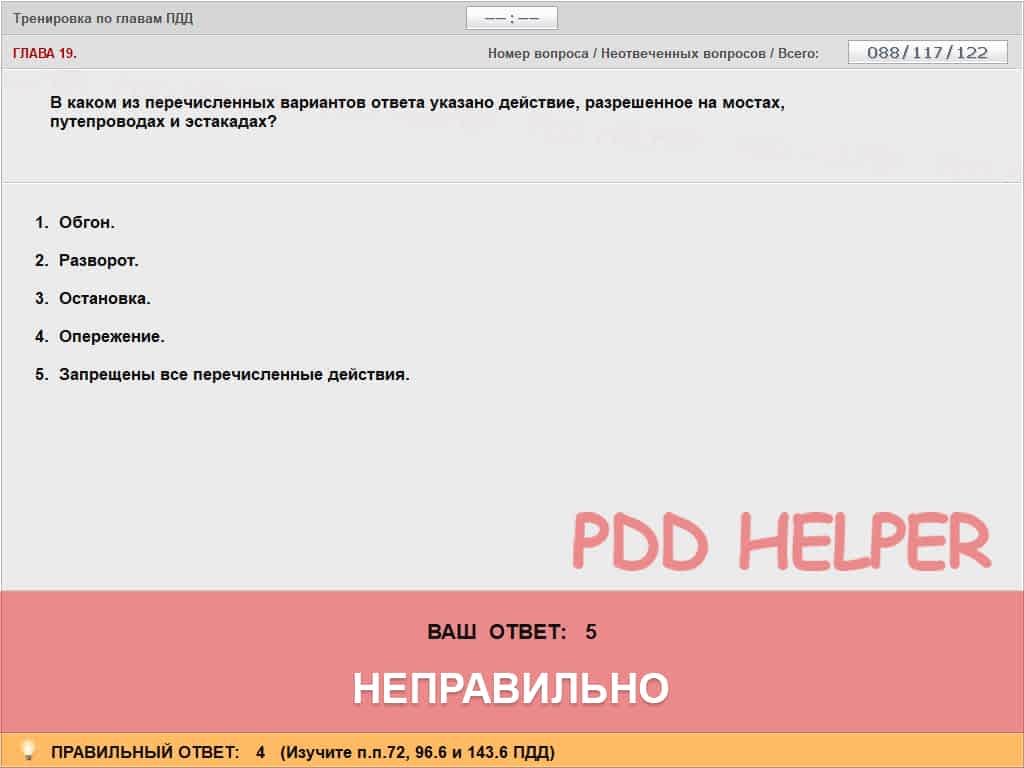 Тренировка по главам ПДД
–– : ––
ГЛАВА 19.
Номер вопроса / Неотвеченных вопросов / Всего:
088/117/122
В каком из перечисленных вариантов ответа указано действие, разрешенное на мостах,
путепроводах и эстакадах?
1. Обгон.
2. Разворот.
3. Остановка.
4. Опережение.
5. Запрещены все перечисленные действия.
PDD HELPER
ВАШ ОТВЕТ: 5
НЕПРАВИЛЬНО
ПРАВИЛЬНЫЙ ОТВЕТ: 4 (Изучите п.п.72, 96.6 и 143.6 ПДД)